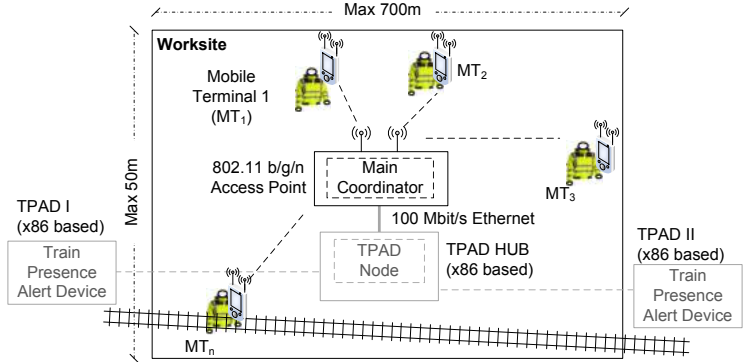 Max 700m
Worksite
Mobile
Terminal 1
(MT1)
MT2
Max 50m
802.11 b/g/n
Access Point
Main
Coordinator
MT3
100 Mbit/s Ethernet
TPAD I
(x86 based)
Train
Presence
Alert Device
TPAD
Node
TPAD HUB
(x86 based)
TPAD II
(x86 based)
Train
Presence
Alert Device
MTn